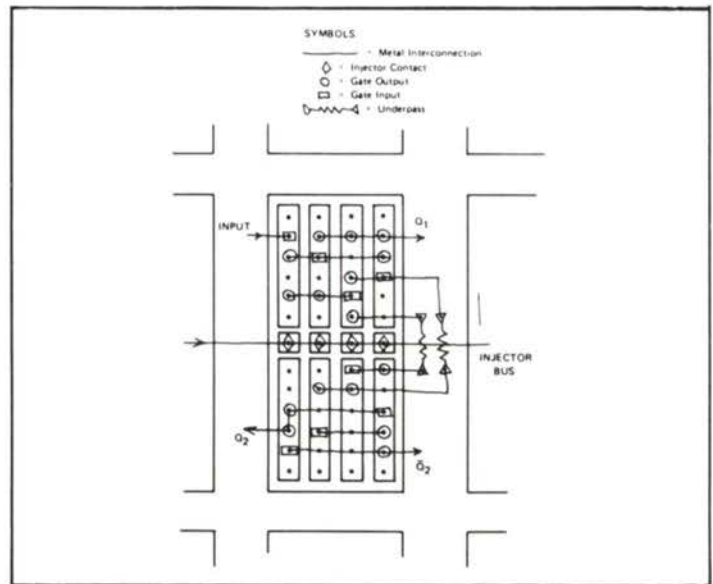 SYMBOLS
- Metal Interconnection
- Injector Contact
- Gate Output
- Gate Input
- Underpass
INPUT
Q1
INJECTOR
BUS
Q2
Q̄2